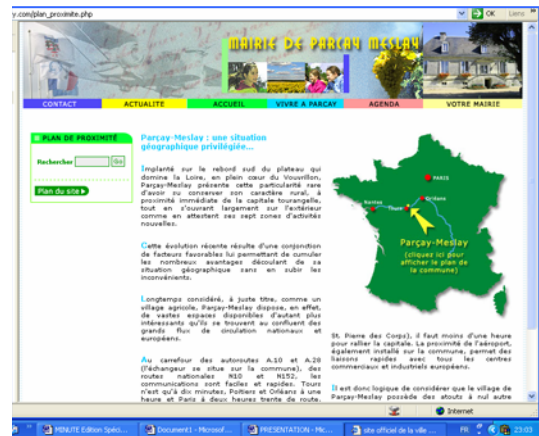 y.com/plan_proximite.php
OK
Liens
MAIRIE DE PARCAY MESLAY
CONTACT
ACTUALITE
ACCUEIL
VIVRE A PARCAY
AGENDA
VOTRE MAIRIE
PLAN DE PROXIMITÉ
Rechercher
Go
Plan du site
Parçay-Meslay : une situation
géographique privilégiée...
Implanté sur le rebord sud du plateau qui
domine la Loire, en plein cœur du Vouvrillon,
Parçay-Meslay présente cette particularité rare
d'avoir su conserver son caractère rural, à
proximité immédiate de la capitale tourangelle,
tout en s'ouvrant largement sur l'extérieur
comme en attestent ses sept zones d'activités
nouvelles.
Cette évolution récente résulte d'une conjonction
de facteurs favorables lui permettant de cumuler
les nombreux avantages découlant de sa
situation géographique sans en subir les
inconvénients.
Longtemps considéré, à juste titre, comme un
village agricole, Parçay-Meslay dispose, en effet,
de vastes espaces disponibles d'autant plus
intéressants qu'ils se trouvent au confluent des
grands flux de circulation nationaux et
européens.
Au carrefour des autoroutes A.10 et A.28
(l'échangeur se situe sur la commune), des
routes nationales N10 et N152, les
communications sont faciles et rapides. Tours
n'est qu'à dix minutes, Poitiers et Orléans à une
heure et Paris à deux heures trente de route.
PARIS
Orléans
Nantes
Tours
Parçay-Meslay
(cliquez ici pour
afficher le plan de
la commune)
St. Pierre des Corps), il faut moins d'une heure
pour rallier la capitale. La proximité de l'aéroport,
également installé sur la commune, permet des
liaisons rapides avec tous les centres
commerciaux et industriels européens.
Il est donc logique de considérer que le village de
Parçay-Meslay possède des atouts à nul autre
Internet
MINUTE Edition Spéci...
Document1 - Microsof...
PRESENTATION - Mic...
site officiel de la ville ...
FR
23:03